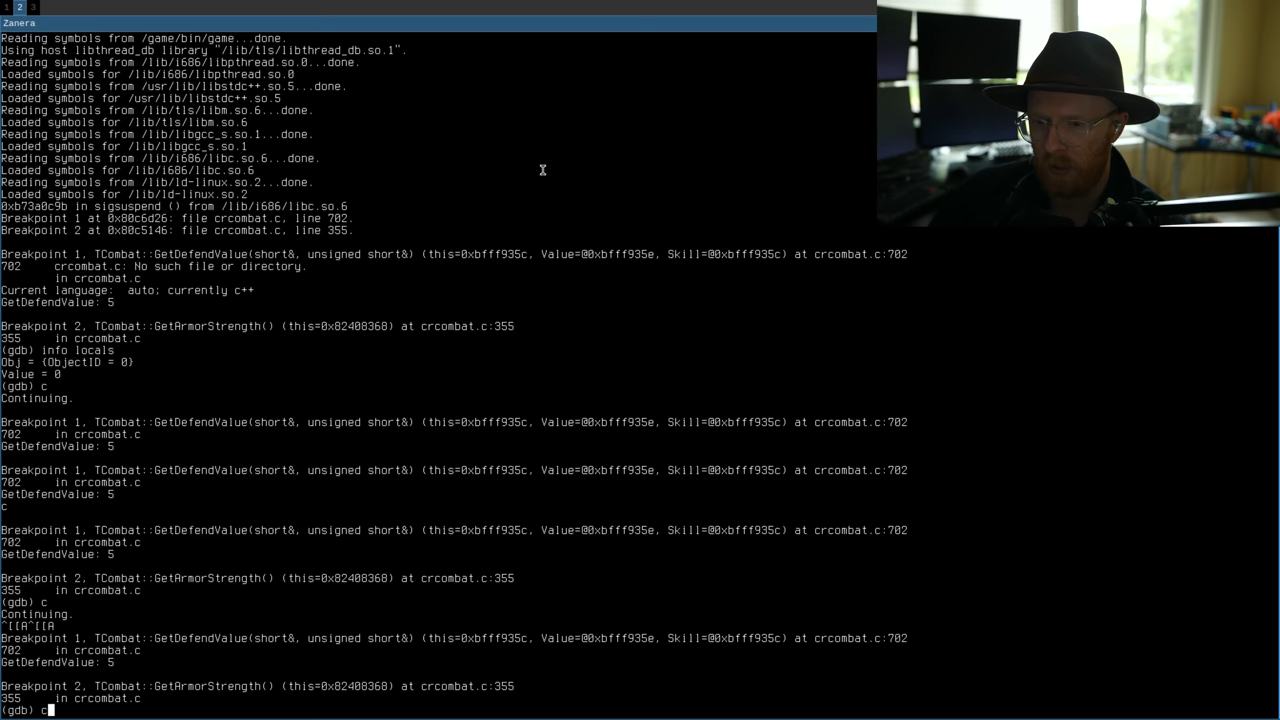 1 2 3
Zanera
Reading symbols from /game/bin/game...done.
Using host libthread_db library "/lib/tls/libthread_db.so.1".
Reading symbols from /lib/i686/libpthread.so.0...done.
Loaded symbols for /lib/i686/libpthread.so.0
Reading symbols from /usr/lib/libstdc++.so.5...done.
Loaded symbols for /usr/lib/libstdc++.so.5
Reading symbols from /lib/tls/libm.so.6...done.
Loaded symbols for /lib/tls/libm.so.6
Reading symbols from /lib/libgcc_s.so.1...done.
Loaded symbols for /lib/libgcc_s.so.1
Reading symbols from /lib/i686/libc.so.6...done.
Loaded symbols for /lib/i686/libc.so.6
Reading symbols from /lib/ld-linux.so.2...done.
Loaded symbols for /lib/ld-linux.so.2
0xb73a0c9b in sigsuspend () from /lib/i686/libc.so.6
Breakpoint 1 at 0x80c6d26: file crcombat.c, line 702.
Breakpoint 2 at 0x80c5146: file crcombat.c, line 355.
Breakpoint 1, TCombat::GetDefendValue(short&, unsigned short&) (this=0xbfff935c, Value=@0xbfff935e, Skill=@0xbfff935c) at crcombat.c:702
702 crcombat.c: No such file or directory.
in crcombat.c
Current language: auto; currently c++
GetDefendValue: 5
Breakpoint 2, TCombat::GetArmorStrength() (this=0x82408368) at crcombat.c:355
355 in crcombat.c
(gdb) info locals
Obj = {ObjectID = 0}
Value = 0
(gdb) c
Continuing.
Breakpoint 1, TCombat::GetDefendValue(short&, unsigned short&) (this=0xbfff935c, Value=@0xbfff935e, Skill=@0xbfff935c) at crcombat.c:702
702 in crcombat.c
GetDefendValue: 5
Breakpoint 1, TCombat::GetDefendValue(short&, unsigned short&) (this=0xbfff935c, Value=@0xbfff935e, Skill=@0xbfff935c) at crcombat.c:702
702 in crcombat.c
GetDefendValue: 5
c
Breakpoint 1, TCombat::GetDefendValue(short&, unsigned short&) (this=0xbfff935c, Value=@0xbfff935e, Skill=@0xbfff935c) at crcombat.c:702
702 in crcombat.c
GetDefendValue: 5
Breakpoint 2, TCombat::GetArmorStrength() (this=0x82408368) at crcombat.c:355
355 in crcombat.c
(gdb) c
Continuing.
^[[A^[[A
Breakpoint 1, TCombat::GetDefendValue(short&, unsigned short&) (this=0xbfff935c, Value=@0xbfff935e, Skill=@0xbfff935c) at crcombat.c:702
702 in crcombat.c
GetDefendValue: 5
Breakpoint 2, TCombat::GetArmorStrength() (this=0x82408368) at crcombat.c:355
355 in crcombat.c
(gdb) c